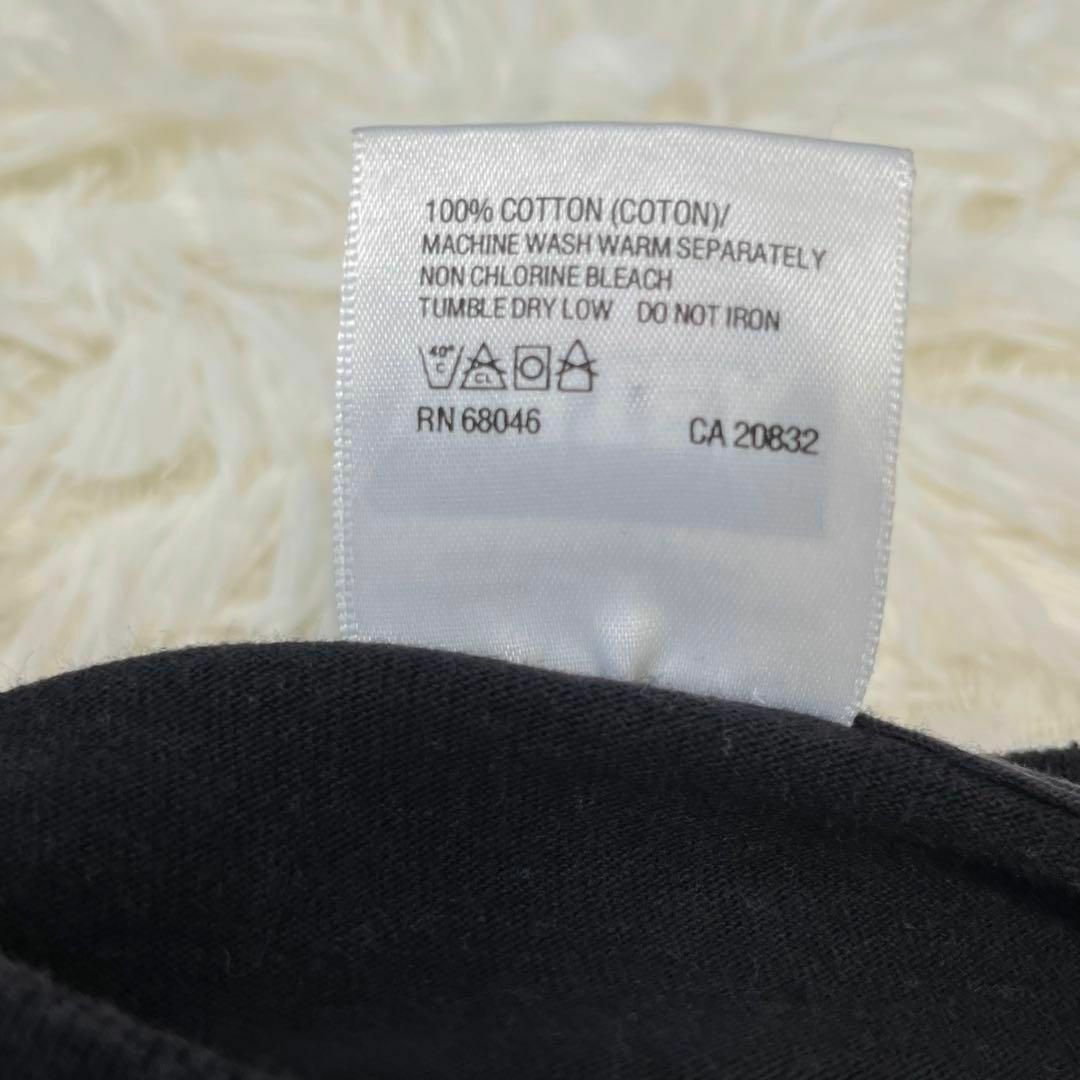 100% COTTON (COTON)/
MACHINE WASH WARM SEPARATELY
NON CHLORINE BLEACH
TUMBLE DRY LOW DO NOT IRON
40° C CL
RN 68046 CA 20832